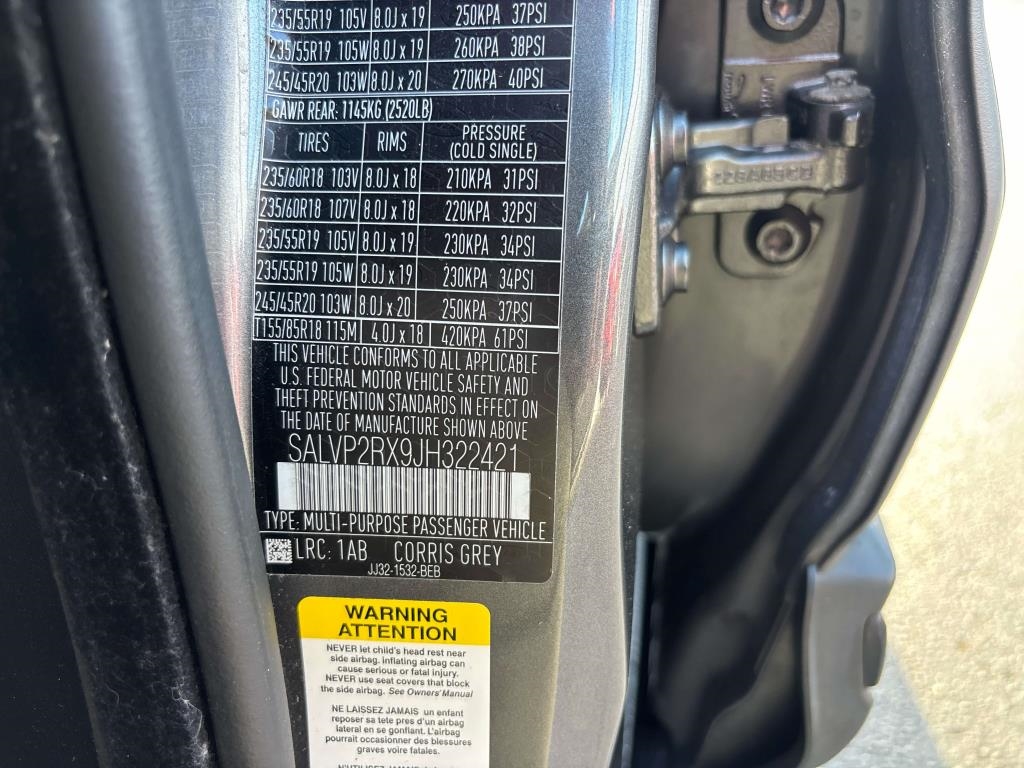 235/55R19 105V 8.0J x 19 250KPA 37PSI
235/55R19 105W 8.0J x 19 260KPA 38PSI
245/45R20 103W 8.0J x 20 270KPA 40PSI
GAWR REAR: 1145KG (2520LB)
TIRES RIMS PRESSURE (COLD SINGLE)
235/60R18 103V 8.0J x 18 210KPA 31PSI
235/60R18 107V 8.0J x 18 220KPA 32PSI
235/55R19 105V 8.0J x 19 230KPA 34PSI
235/55R19 105W 8.0J x 19 230KPA 34PSI
245/45R20 103W 8.0J x 20 250KPA 37PSI
T155/85R18 115M 4.0J x 18 420KPA 61PSI
THIS VEHICLE CONFORMS TO ALL APPLICABLE
U.S. FEDERAL MOTOR VEHICLE SAFETY AND
THEFT PREVENTION STANDARDS IN EFFECT ON
THE DATE OF MANUFACTURE SHOWN ABOVE
SALVP2RX9JH322421
TYPE: MULTI-PURPOSE PASSENGER VEHICLE
LRC: 1AB CORRIS GREY
JJ32-1532-BEB
WARNING
ATTENTION
NEVER let child's head rest near
side airbag. inflating airbag can
cause serious or fatal injury.
NEVER use seat covers that block
the side airbag. See Owners' Manual
NE LAISSEZ JAMAIS un enfant
reposer sa tete pres d'un airbag
lateral en se gonflant. L'airbag
pourrait occasionner des blessures
graves voire fatales.
N'UTILISEZ JAMAIS de